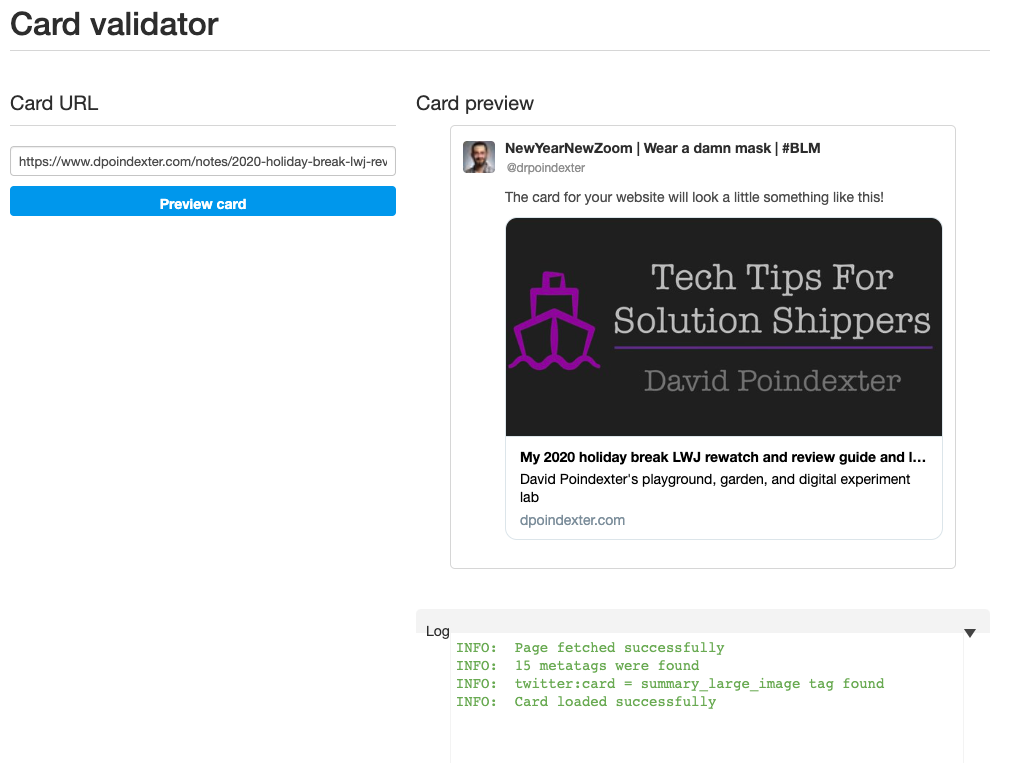 Card validator
Card URL
https://www.dpoindexter.com/notes/2020-holiday-break-lwj-rev
Preview card
Card preview
NewYearNewZoom | Wear a damn mask | #BLM
@drpoindexter
The card for your website will look a little something like this!
Tech Tips For
Solution Shippers
David Poindexter
My 2020 holiday break LWJ rewatch and review guide and l...
David Poindexter's playground, garden, and digital experiment
lab
dpoindexter.com
Log
INFO:  Page fetched successfully
INFO:  15 metatags were found
INFO:  twitter:card = summary_large_image tag found
INFO:  Card loaded successfully